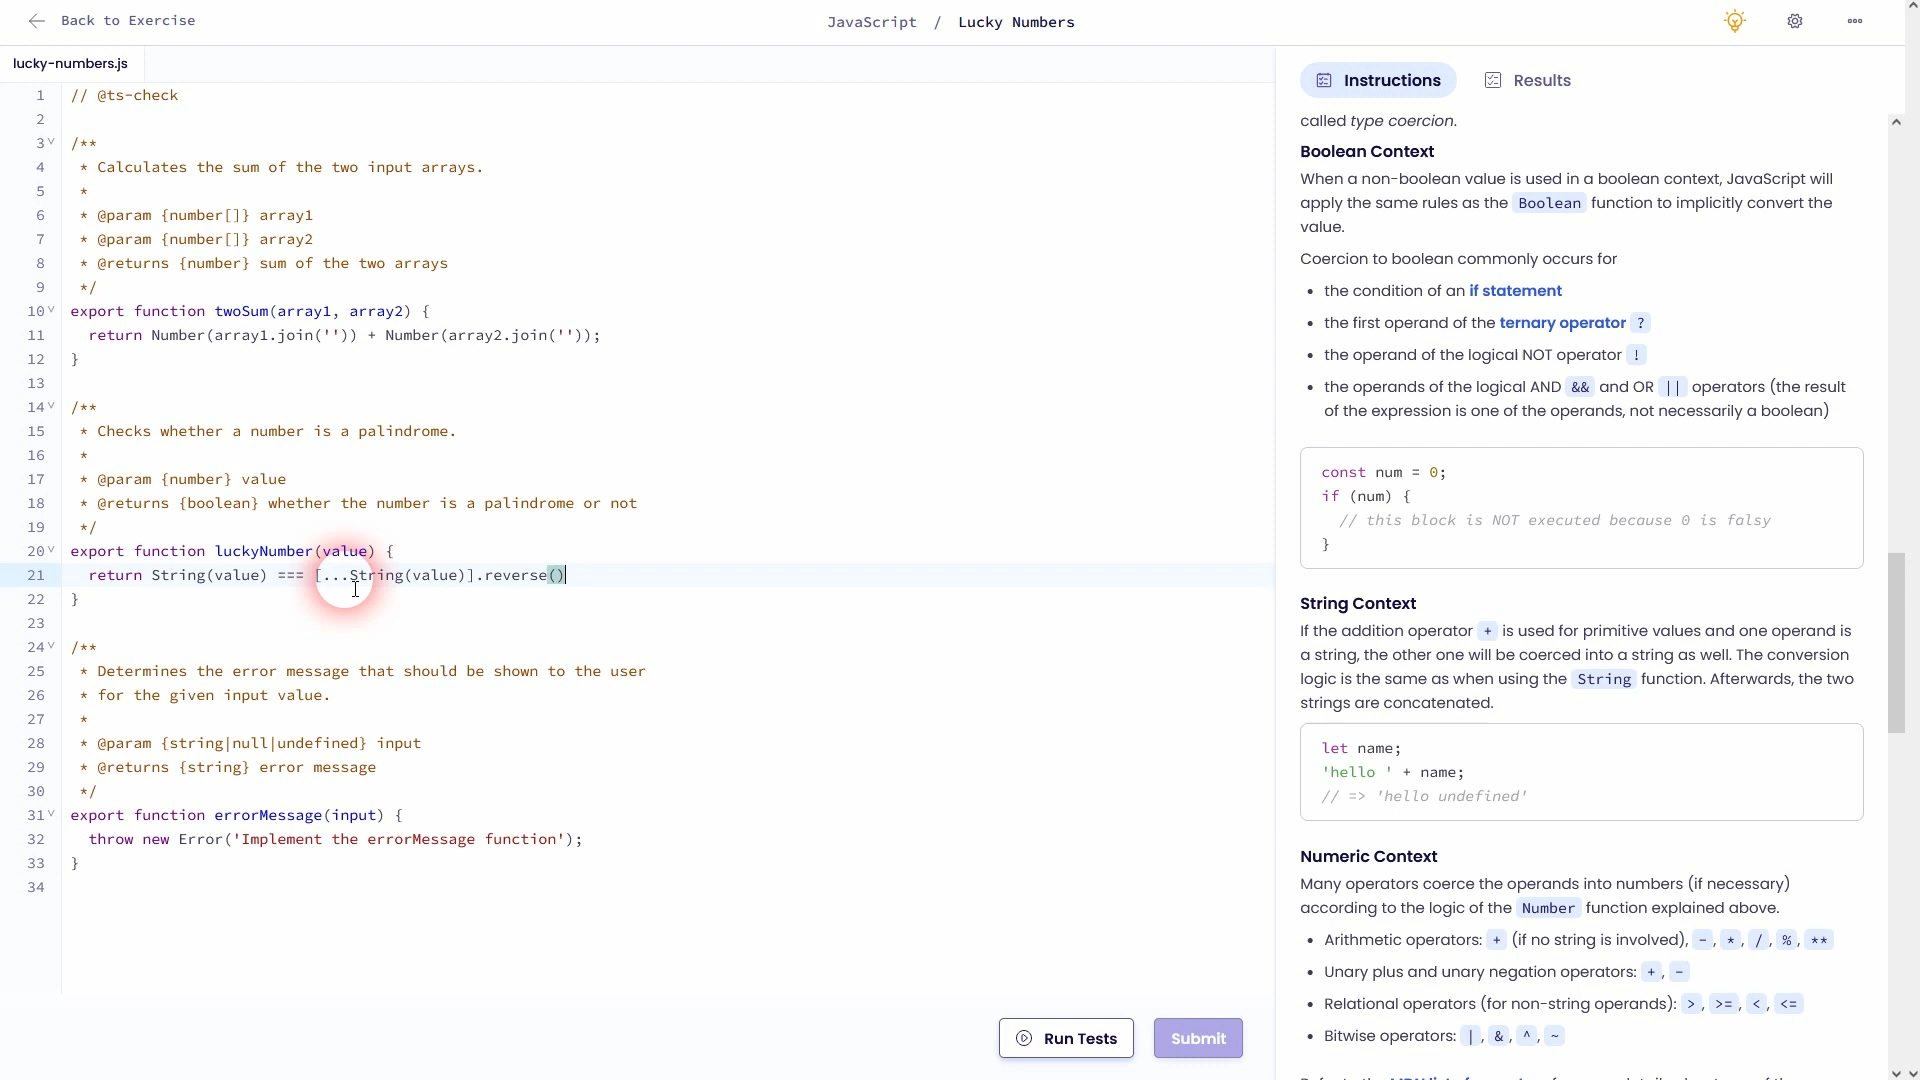 Back to Exercise
JavaScript / Lucky Numbers
lucky-numbers.js
1 // @ts-check
2
3 /**
4 * Calculates the sum of the two input arrays.
5 *
6 * @param {number[]} array1
7 * @param {number[]} array2
8 * @returns {number} sum of the two arrays
9 */
10 export function twoSum(array1, array2) {
11 return Number(array1.join('')) + Number(array2.join(''));
12 }
13
14 /**
15 * Checks whether a number is a palindrome.
16 *
17 * @param {number} value
18 * @returns {boolean} whether the number is a palindrome or not
19 */
20 export function luckyNumber(value) {
21 return String(value) === [...String(value)].reverse()
22 }
23
24 /**
25 * Determines the error message that should be shown to the user
26 * for the given input value.
27 *
28 * @param {string|null|undefined} input
29 * @returns {string} error message
30 */
31 export function errorMessage(input) {
32 throw new Error('Implement the errorMessage function');
33 }
34
Run Tests
Submit
Instructions
Results
called type coercion.
Boolean Context
When a non-boolean value is used in a boolean context, JavaScript will
apply the same rules as the Boolean function to implicitly convert the
value.
Coercion to boolean commonly occurs for
• the condition of an if statement
• the first operand of the ternary operator ?
• the operand of the logical NOT operator !
• the operands of the logical AND && and OR || operators (the result
of the expression is one of the operands, not necessarily a boolean)
const num = 0;
if (num) {
// this block is NOT executed because 0 is falsy
}
String Context
If the addition operator + is used for primitive values and one operand is
a string, the other one will be coerced into a string as well. The conversion
logic is the same as when using the String function. Afterwards, the two
strings are concatenated.
let name;
'hello ' + name;
// => 'hello undefined'
Numeric Context
Many operators coerce the operands into numbers (if necessary)
according to the logic of the Number function explained above.
• Arithmetic operators: + (if no string is involved), -, *, /, %, **
• Unary plus and unary negation operators: +, -
• Relational operators (for non-string operands): >, >=, <, <=
• Bitwise operators: |, &, ^, ~